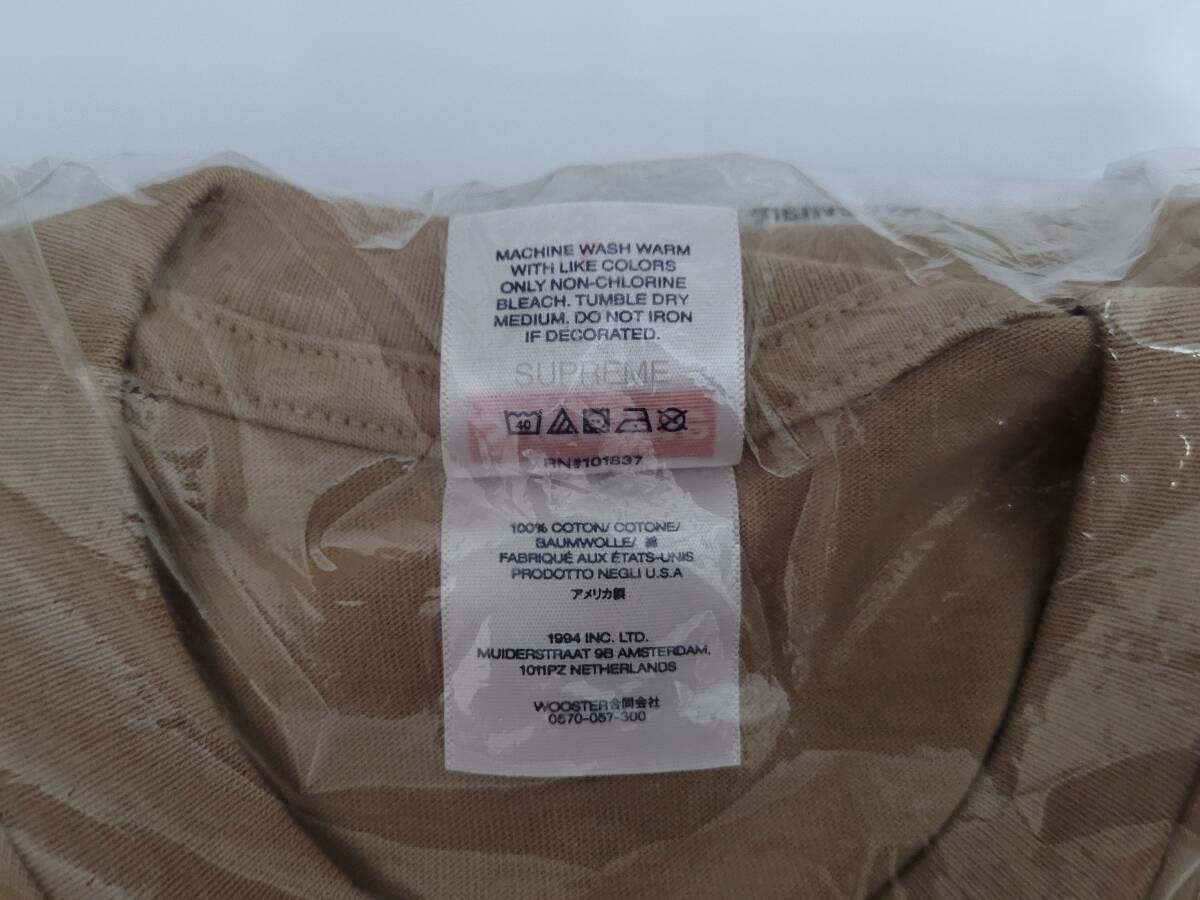 MACHINE WASH WARM
WITH LIKE COLORS
ONLY NON-CHLORINE
BLEACH. TUMBLE DRY
MEDIUM. DO NOT IRON
IF DECORATED.
SUPREME
40
RN#101837
100% COTON/ COTONE/
BAUMWOLLE/ 綿
FABRIQUÉ AUX ÉTATS-UNIS
PRODOTTO NEGLI U.S.A
アメリカ製
1994 INC. LTD.
MUIDERSTRAAT 9B AMSTERDAM,
1011PZ NETHERLANDS
WOOSTER合同会社
0570-057-300